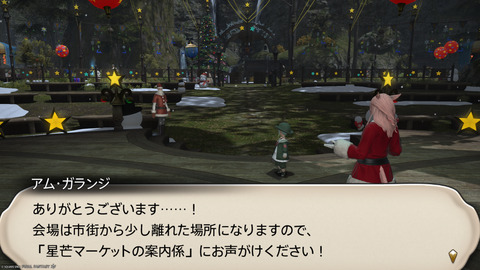 アム・ガランジ
ありがとうございます……！
会場は市街から少し離れた場所になりますので、
「星芒マーケットの案内係」にお声がけください！